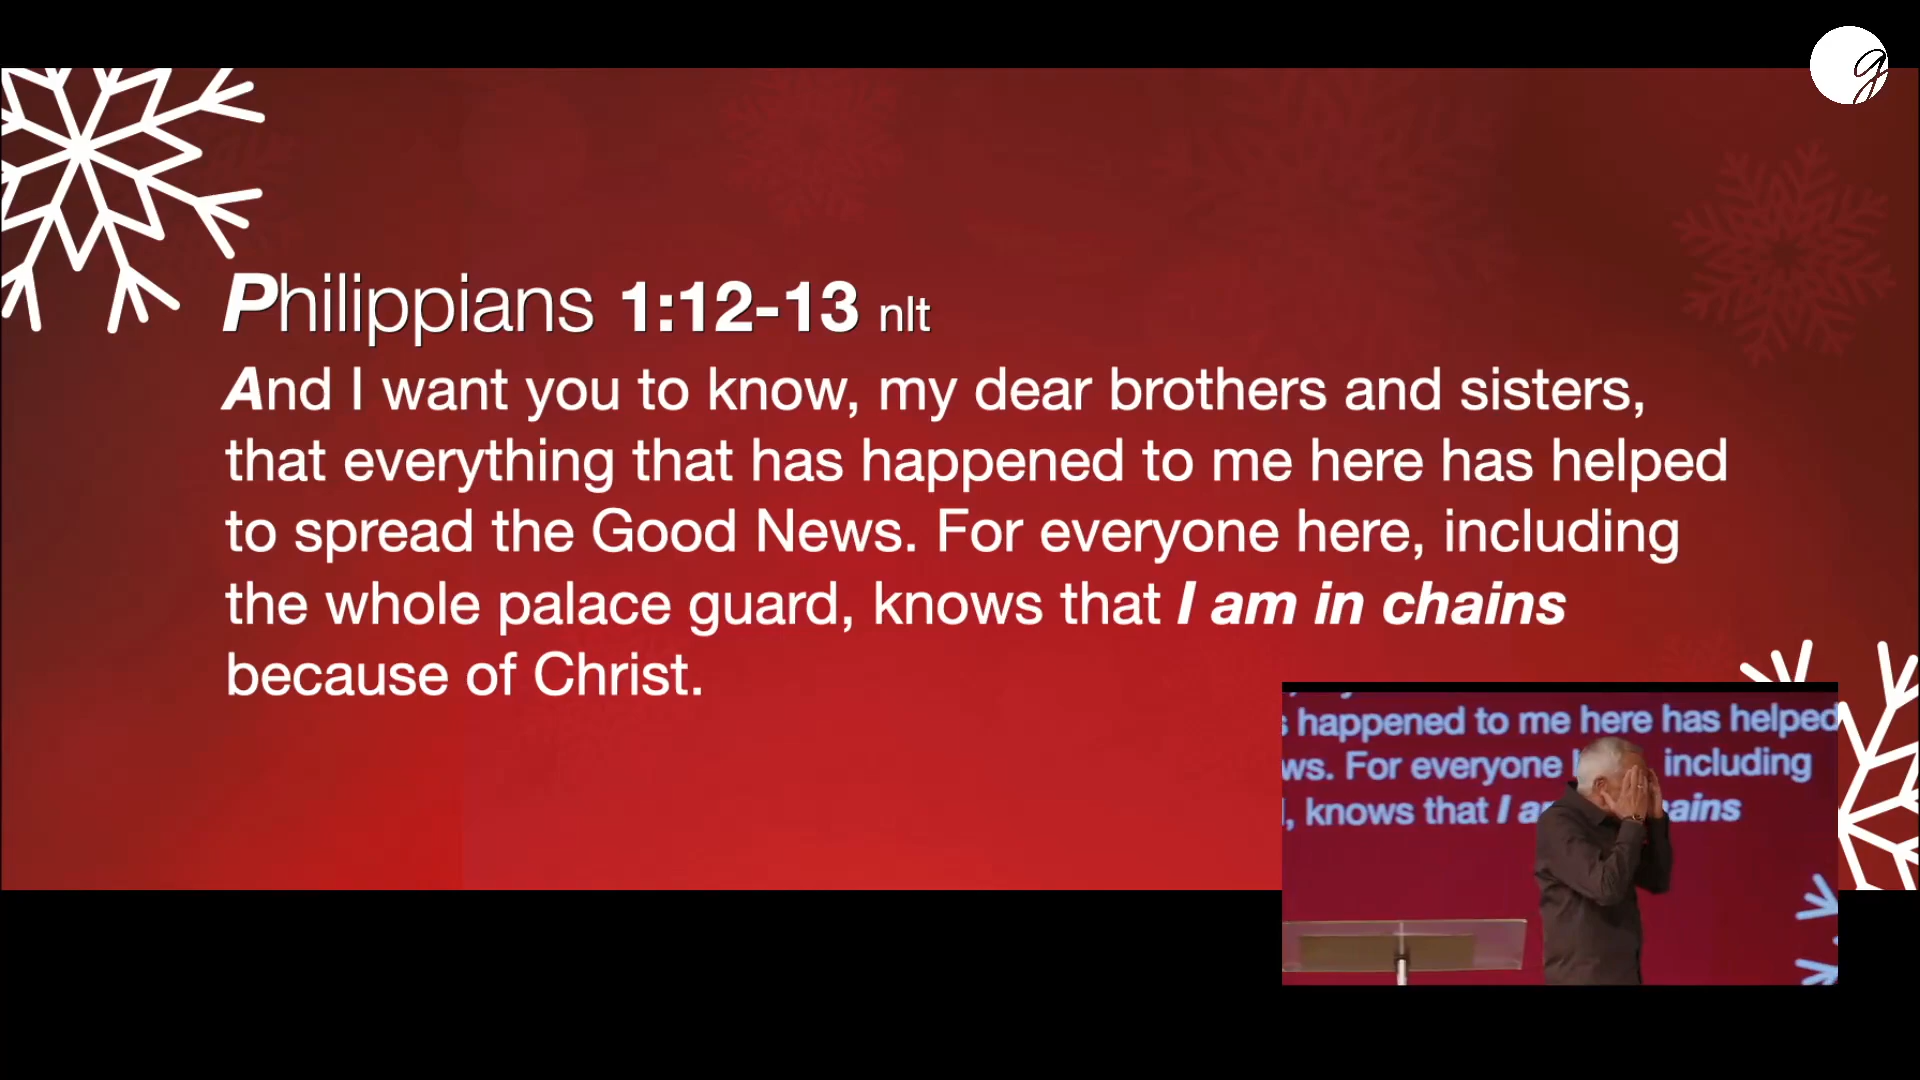 g
Philippians 1:12-13 nlt
And I want you to know, my dear brothers and sisters,
that everything that has happened to me here has helped
to spread the Good News. For everyone here, including
the whole palace guard, knows that I am in chains
because of Christ.
happened to me here has helped
ws. For everyone including
, knows that I a ains